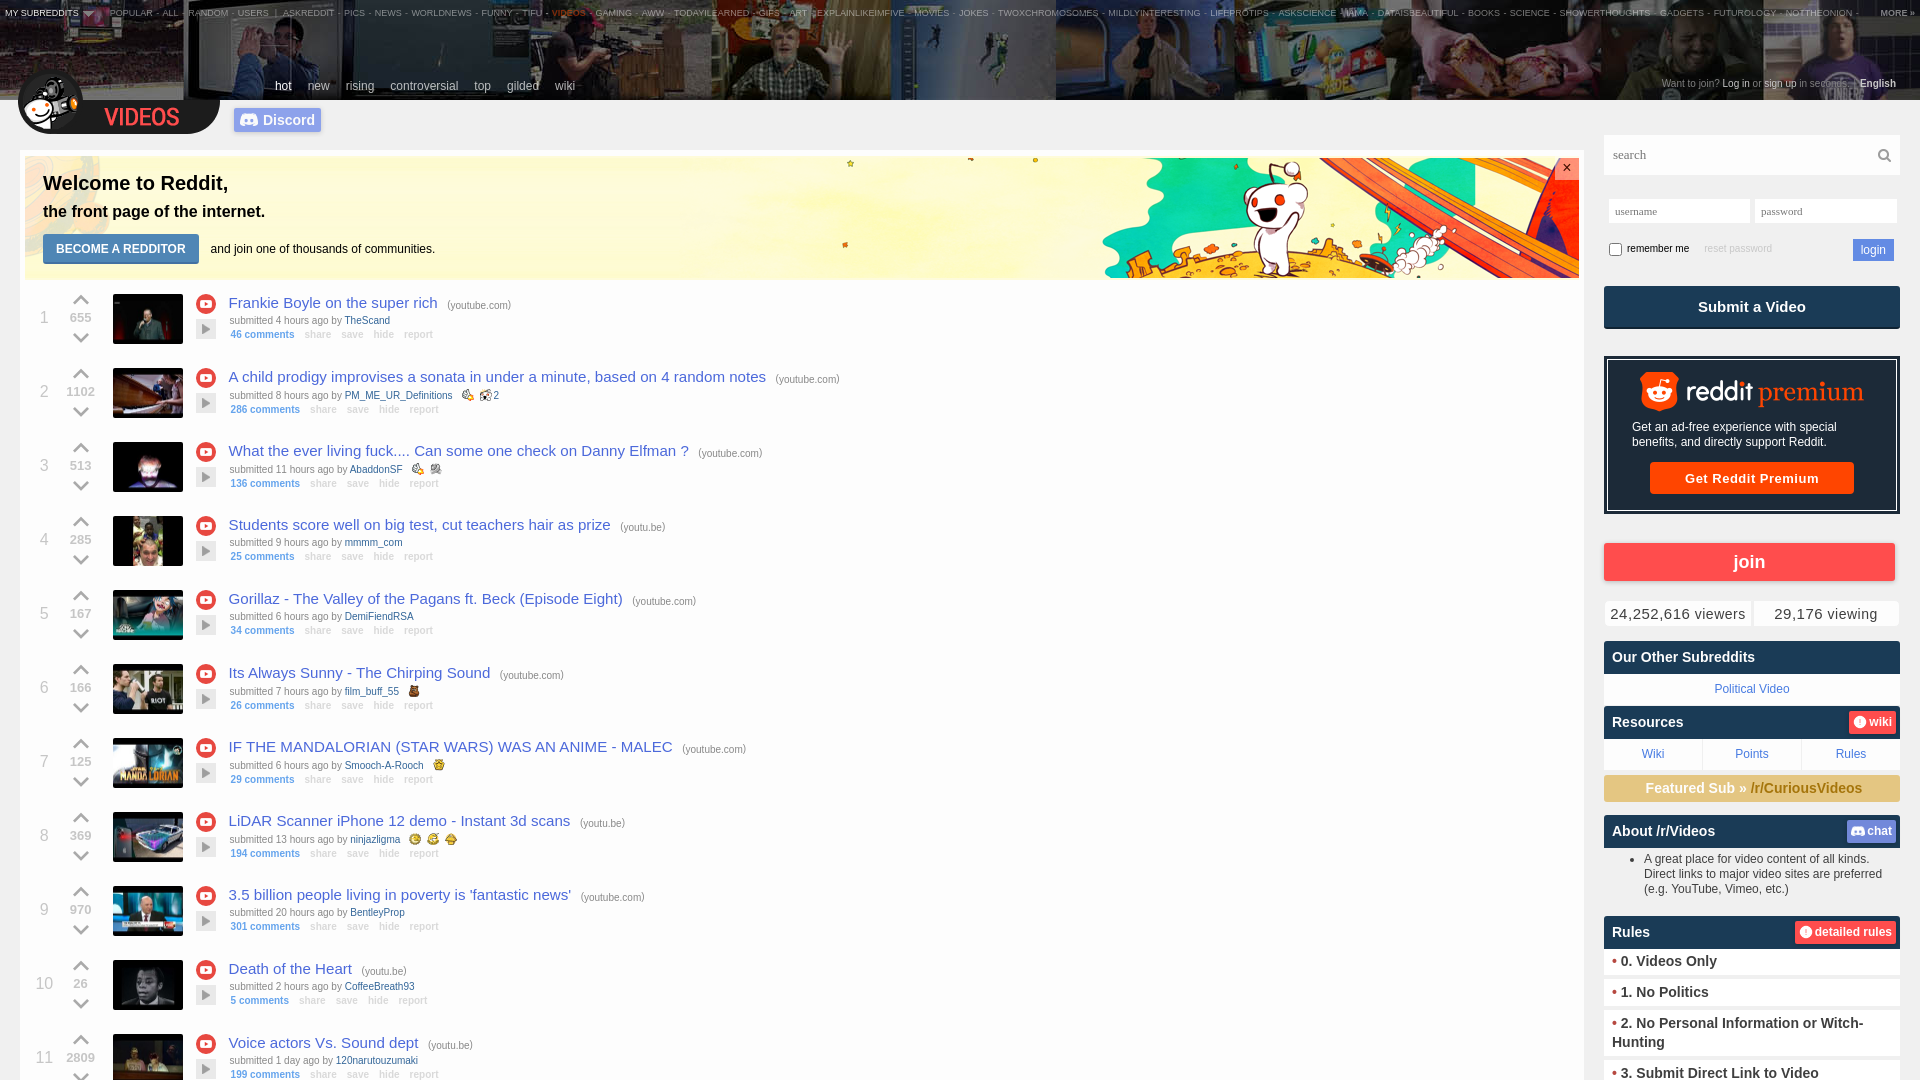 MY SUBREDDITS POPULAR - ALL - RANDOM - USERS | ASKREDDIT - PICS - NEWS - WORLDNEWS - FUNNY - TIFU - VIDEOS - GAMING - AWW - TODAYILEARNED - GIFS - ART - EXPLAINLIKEIMFIVE - MOVIES - JOKES - TWOXCHROMOSOMES - MILDLYINTERESTING - LIFEPROTIPS - ASKSCIENCE - IAMA - DATAISBEAUTIFUL - BOOKS - SCIENCE - SHOWERTHOUGHTS - GADGETS - FUTUROLOGY - NOTTHEONION - MORE »
hot new rising controversial top gilded wiki
Want to join? Log in or sign up in seconds. | English
VIDEOS
Discord
Welcome to Reddit,
the front page of the internet.
BECOME A REDDITOR and join one of thousands of communities.
×
1 655 Frankie Boyle on the super rich (youtube.com)
submitted 4 hours ago by TheScand
46 comments share save hide report
2 1102 A child prodigy improvises a sonata in under a minute, based on 4 random notes (youtube.com)
submitted 8 hours ago by PM_ME_UR_Definitions 2
286 comments share save hide report
3 513 What the ever living fuck.... Can some one check on Danny Elfman ? (youtube.com)
submitted 11 hours ago by AbaddonSF
136 comments share save hide report
4 285 Students score well on big test, cut teachers hair as prize (youtu.be)
submitted 9 hours ago by mmmm_com
25 comments share save hide report
5 167 Gorillaz - The Valley of the Pagans ft. Beck (Episode Eight) (youtube.com)
submitted 6 hours ago by DemiFiendRSA
34 comments share save hide report
6 166 Its Always Sunny - The Chirping Sound (youtube.com)
submitted 7 hours ago by film_buff_55
26 comments share save hide report
7 125 IF THE MANDALORIAN (STAR WARS) WAS AN ANIME - MALEC (youtube.com)
submitted 6 hours ago by Smooch-A-Rooch
29 comments share save hide report
MANDALORIAN
8 369 LiDAR Scanner iPhone 12 demo - Instant 3d scans (youtu.be)
submitted 13 hours ago by ninjazligma
194 comments share save hide report
9 970 3.5 billion people living in poverty is 'fantastic news' (youtube.com)
submitted 20 hours ago by BentleyProp
301 comments share save hide report
10 26 Death of the Heart (youtu.be)
submitted 2 hours ago by CoffeeBreath93
5 comments share save hide report
11 2809 Voice actors Vs. Sound dept (youtu.be)
submitted 1 day ago by 120narutouzumaki
199 comments share save hide report
search
username password
remember me reset password login
Submit a Video
reddit premium
Get an ad-free experience with special
benefits, and directly support Reddit.
Get Reddit Premium
join
24,252,616 viewers 29,176 viewing
Our Other Subreddits
Political Video
Resources wiki
Wiki Points Rules
Featured Sub » /r/CuriousVideos
About /r/Videos chat
• A great place for video content of all kinds.
Direct links to major video sites are preferred
(e.g. YouTube, Vimeo, etc.)
Rules detailed rules
• 0. Videos Only
• 1. No Politics
• 2. No Personal Information or Witch-
Hunting
• 3. Submit Direct Link to Video